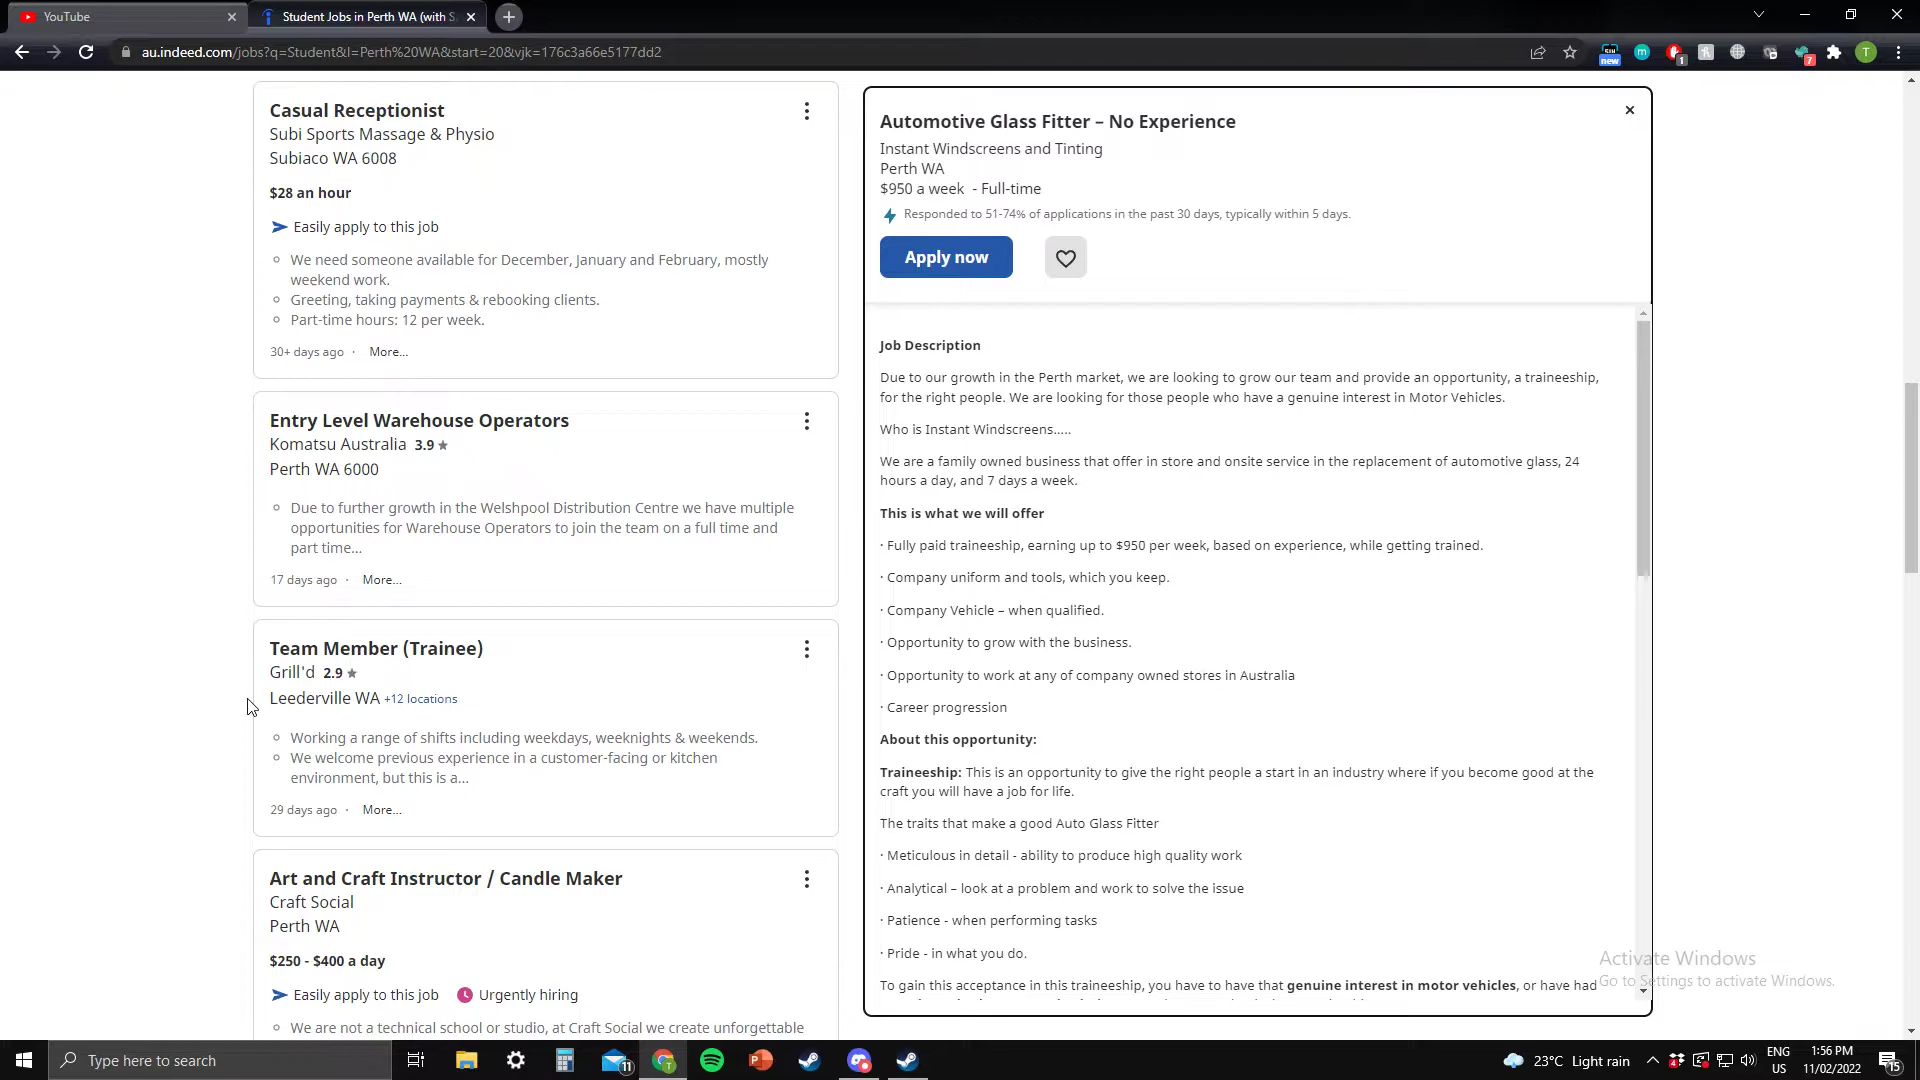 YouTube
Student Jobs in Perth WA (with S
au.indeed.com/jobs?q=Student&l=Perth%20WA&start=20&vjk=176c3a66e5177dd2
new
m
1
7
T
Casual Receptionist
Subi Sports Massage & Physio
Subiaco WA 6008
$28 an hour
Easily apply to this job
We need someone available for December, January and February, mostly
weekend work.
Greeting, taking payments & rebooking clients.
Part-time hours: 12 per week.
30+ days ago · More...
Entry Level Warehouse Operators
Komatsu Australia 3.9
Perth WA 6000
Due to further growth in the Welshpool Distribution Centre we have multiple
opportunities for Warehouse Operators to join the team on a full time and
part time...
17 days ago · More...
Team Member (Trainee)
Grill'd 2.9
Leederville WA +12 locations
Working a range of shifts including weekdays, weeknights & weekends.
We welcome previous experience in a customer-facing or kitchen
environment, but this is a...
29 days ago · More...
Art and Craft Instructor / Candle Maker
Craft Social
Perth WA
$250 - $400 a day
Easily apply to this job Urgently hiring
We are not a technical school or studio, at Craft Social we create unforgettable
Automotive Glass Fitter – No Experience
Instant Windscreens and Tinting
Perth WA
$950 a week - Full-time
Responded to 51-74% of applications in the past 30 days, typically within 5 days.
Apply now
Job Description
Due to our growth in the Perth market, we are looking to grow our team and provide an opportunity, a traineeship,
for the right people. We are looking for those people who have a genuine interest in Motor Vehicles.
Who is Instant Windscreens.....
We are a family owned business that offer in store and onsite service in the replacement of automotive glass, 24
hours a day, and 7 days a week.
This is what we will offer
· Fully paid traineeship, earning up to $950 per week, based on experience, while getting trained.
· Company uniform and tools, which you keep.
· Company Vehicle – when qualified.
· Opportunity to grow with the business.
· Opportunity to work at any of company owned stores in Australia
· Career progression
About this opportunity:
Traineeship: This is an opportunity to give the right people a start in an industry where if you become good at the
craft you will have a job for life.
The traits that make a good Auto Glass Fitter
· Meticulous in detail - ability to produce high quality work
· Analytical – look at a problem and work to solve the issue
· Patience - when performing tasks
· Pride - in what you do.
To gain this acceptance in this traineeship, you have to have that genuine interest in motor vehicles, or have had
Activate Windows
Go to Settings to activate Windows.
Type here to search
11
23°C Light rain
ENG
US
1:56 PM
11/02/2022
15